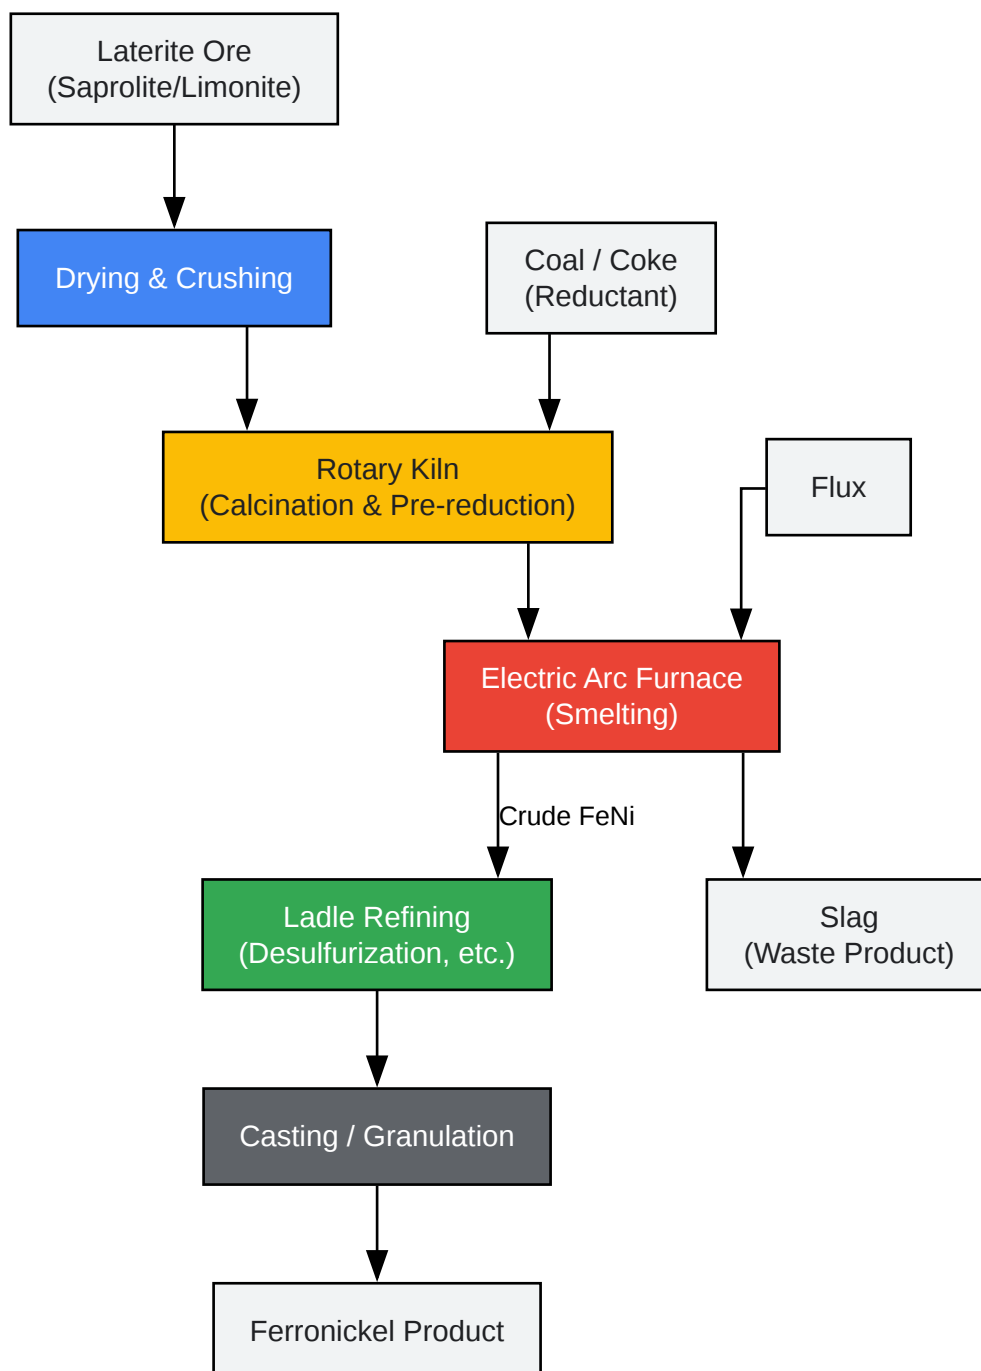 Laterite Ore
(Saprolite/Limonite)
Drying & Crushing
Coal / Coke
(Reductant)
Rotary Kiln
(Calcination & Pre-reduction)
Flux
Electric Arc Furnace
(Smelting)
Crude FeNi
Ladle Refining
(Desulfurization, etc.)
Slag
(Waste Product)
Casting / Granulation
Ferronickel Product